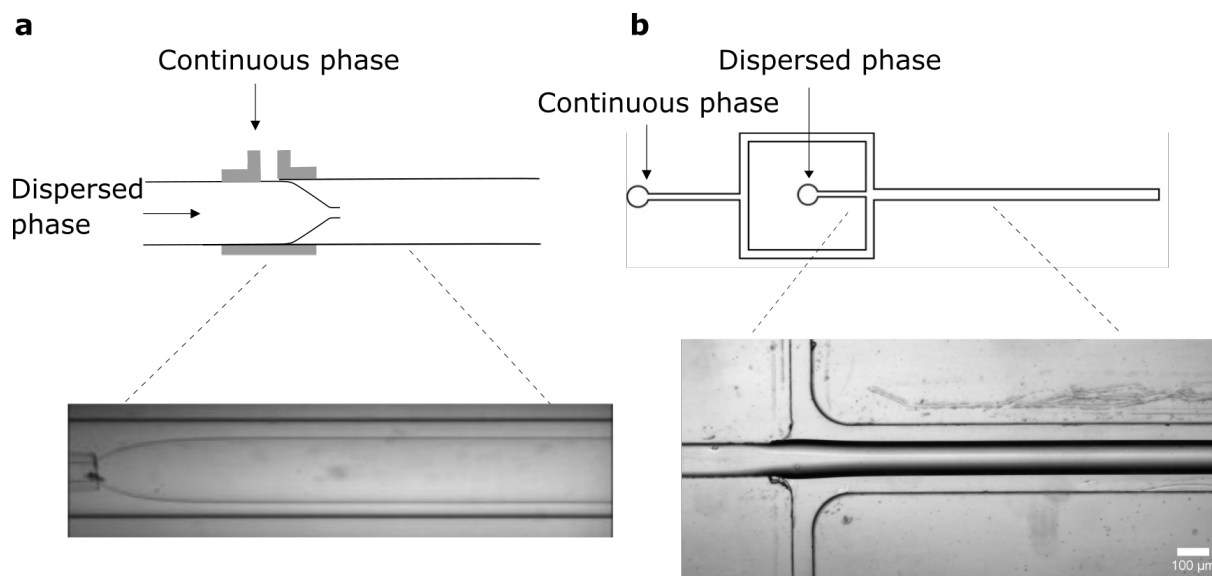 a
Continuous phase
Dispersed
phase
b
Dispersed phase
Continuous phase
100 µm